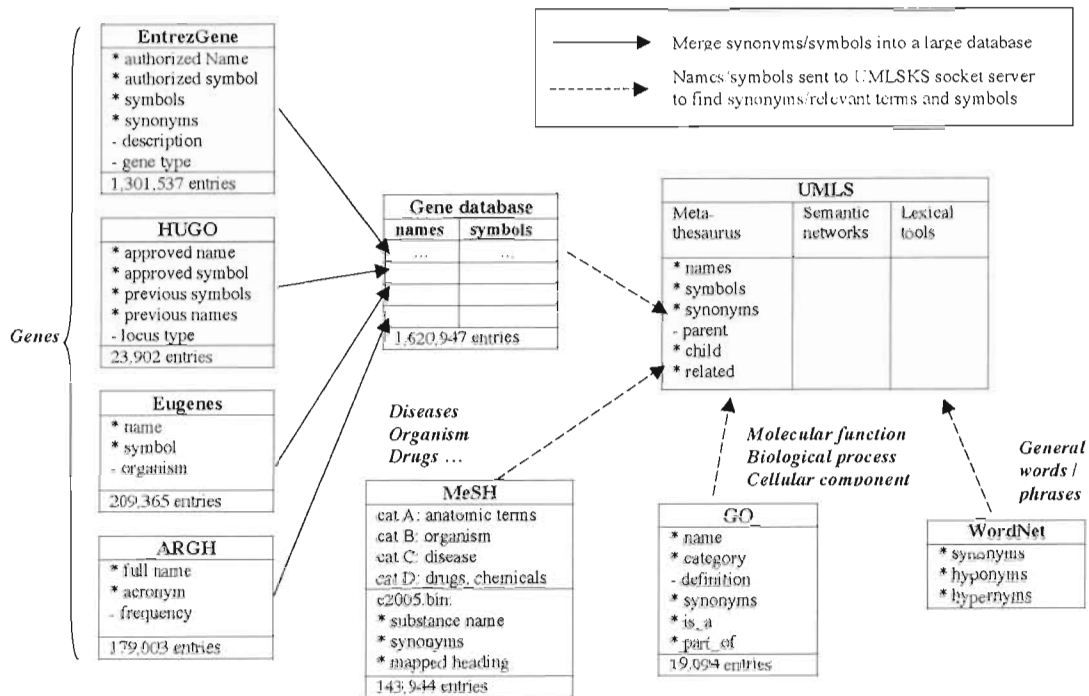 EntrezGene
* authorized Name
* authorized symbol
* symbols
* synonyms
- description
- gene type
1,301,537 entries
HUGO
* approved name
* approved symbol
* previous symbols
* previous names
- locus type
23,902 entries
Genes
Eugenes
* name
* symbol
- organism
209,365 entries
ARGH
* full name
* acronym
- frequency
179,003 entries
Merge synonyms/symbols into a large database
Names/symbols sent to UMLSKS socket server
to find synonyms/relevant terms and symbols
Gene database
names symbols
... ...
1,620,947 entries
UMLS
Meta-
thesaurus
Semantic
networks
Lexical
tools
* names
* symbols
* synonyms
- parent
* child
* related
Diseases
Organism
Drugs ...
MeSH
cat A: anatomic terms
cat B: organism
cat C: disease
cat D: drugs, chemicals
c2005.bin:
* substance name
* synonyms
* mapped heading
143,944 entries
Molecular function
Biological process
Cellular component
GO
* name
* category
- definition
* synonyms
* is_a
* part_of
19,094 entries
General
words /
phrases
WordNet
* synonyms
* hyponyms
* hypernyms